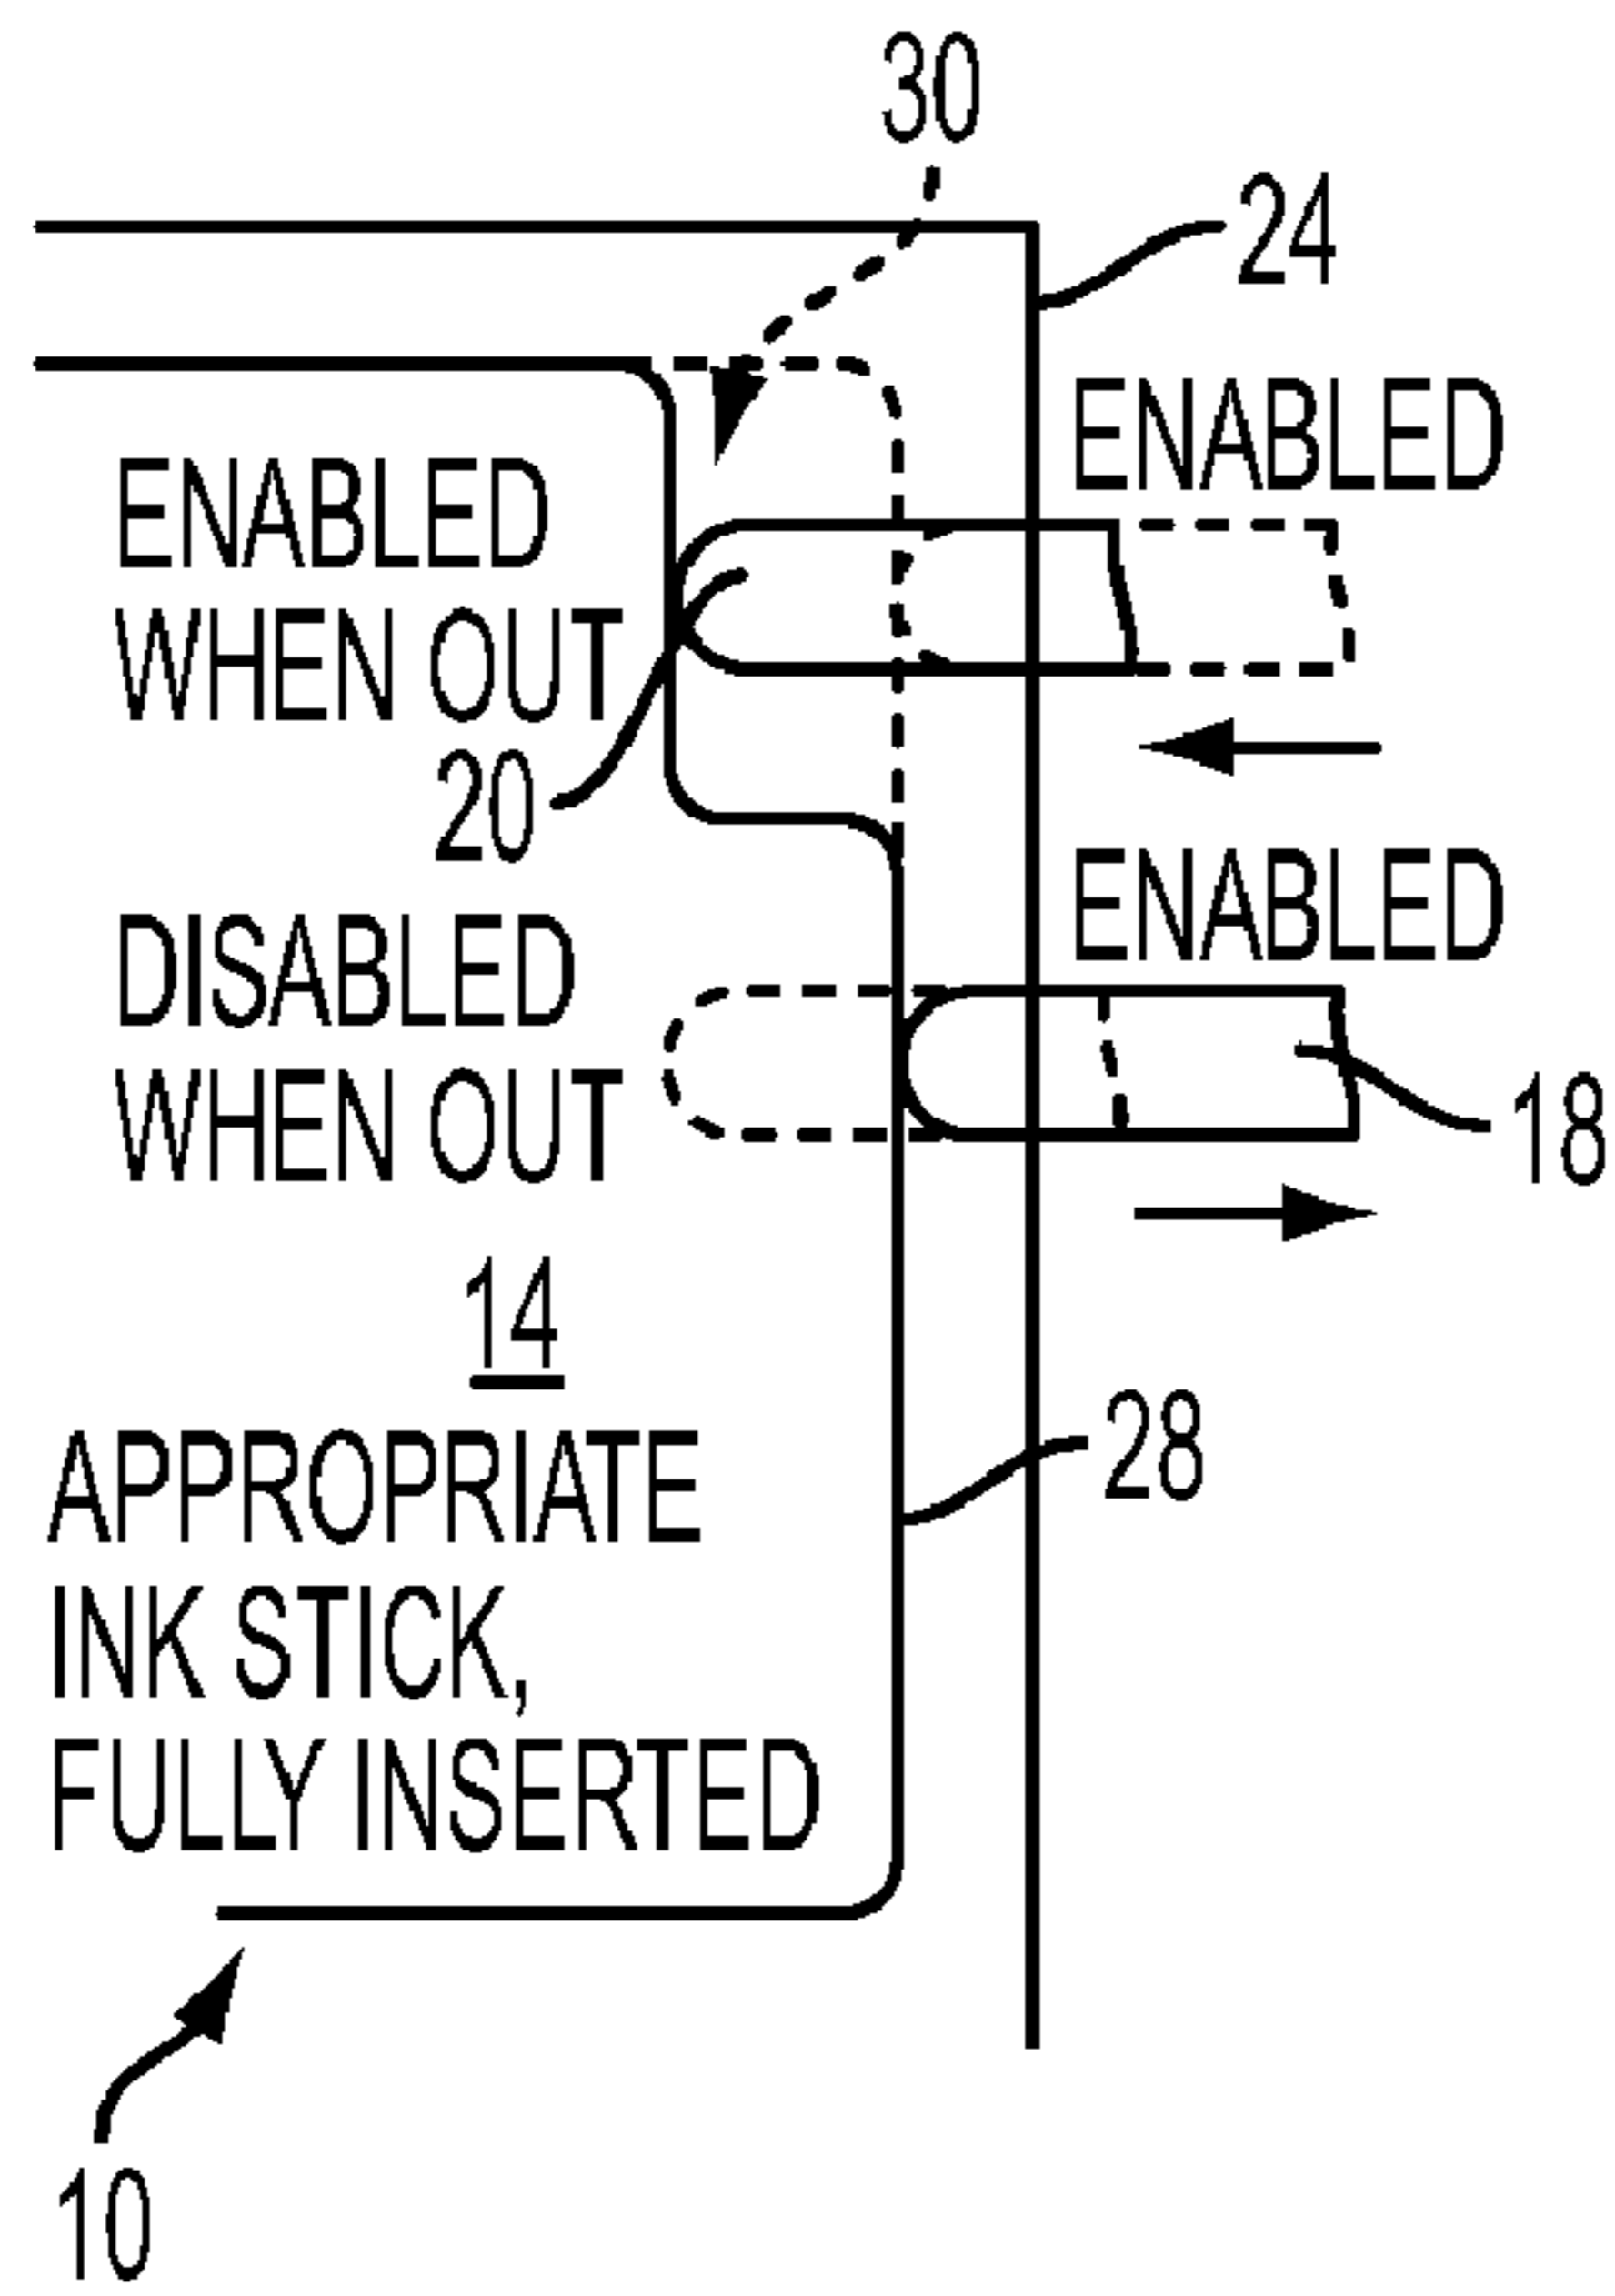 30
24
ENABLED
ENABLED
WHEN OUT
20
ENABLED
DISABLED
WHEN OUT
18
14
28
APPROPRIATE
INK STICK,
FULLY INSERTED
10